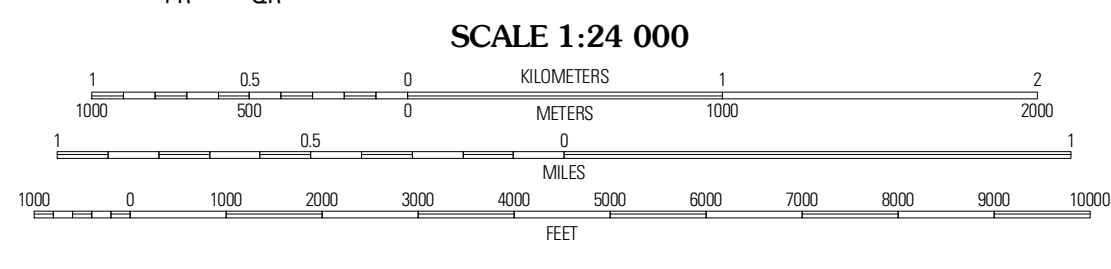 SCALE 1:24 000
1 0.5 0 KILOMETERS 1 2
1000 500 0 METERS 1000 2000
1 0.5 0 1
MILES
1000 0 1000 2000 3000 4000 5000 6000 7000 8000 9000 10000
FEET